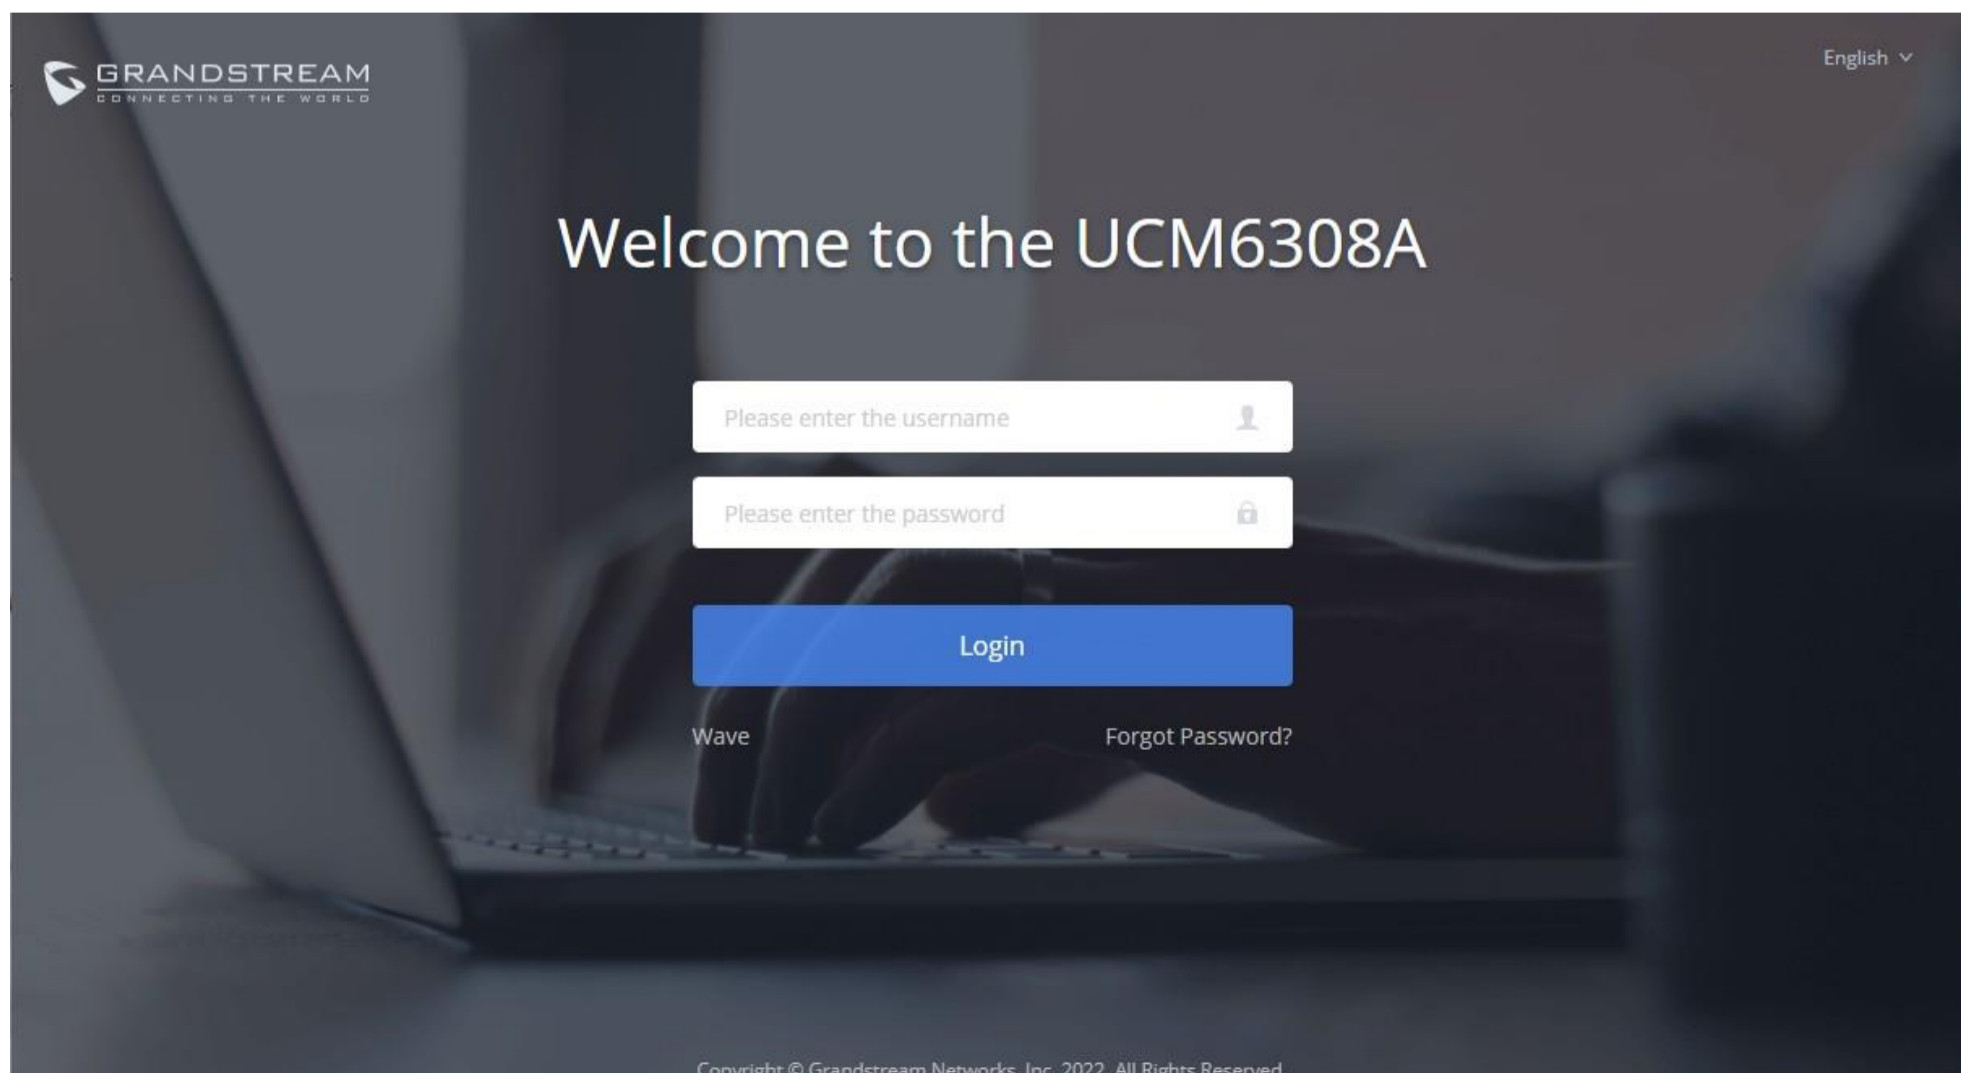 GRANDSTREAM
CONNECTING THE WORLD
English
Welcome to the UCM6308A
Please enter the username
Please enter the password
Login
Wave
Forgot Password?
Copyright © Grandstream Networks, Inc. 2022. All Rights Reserved.